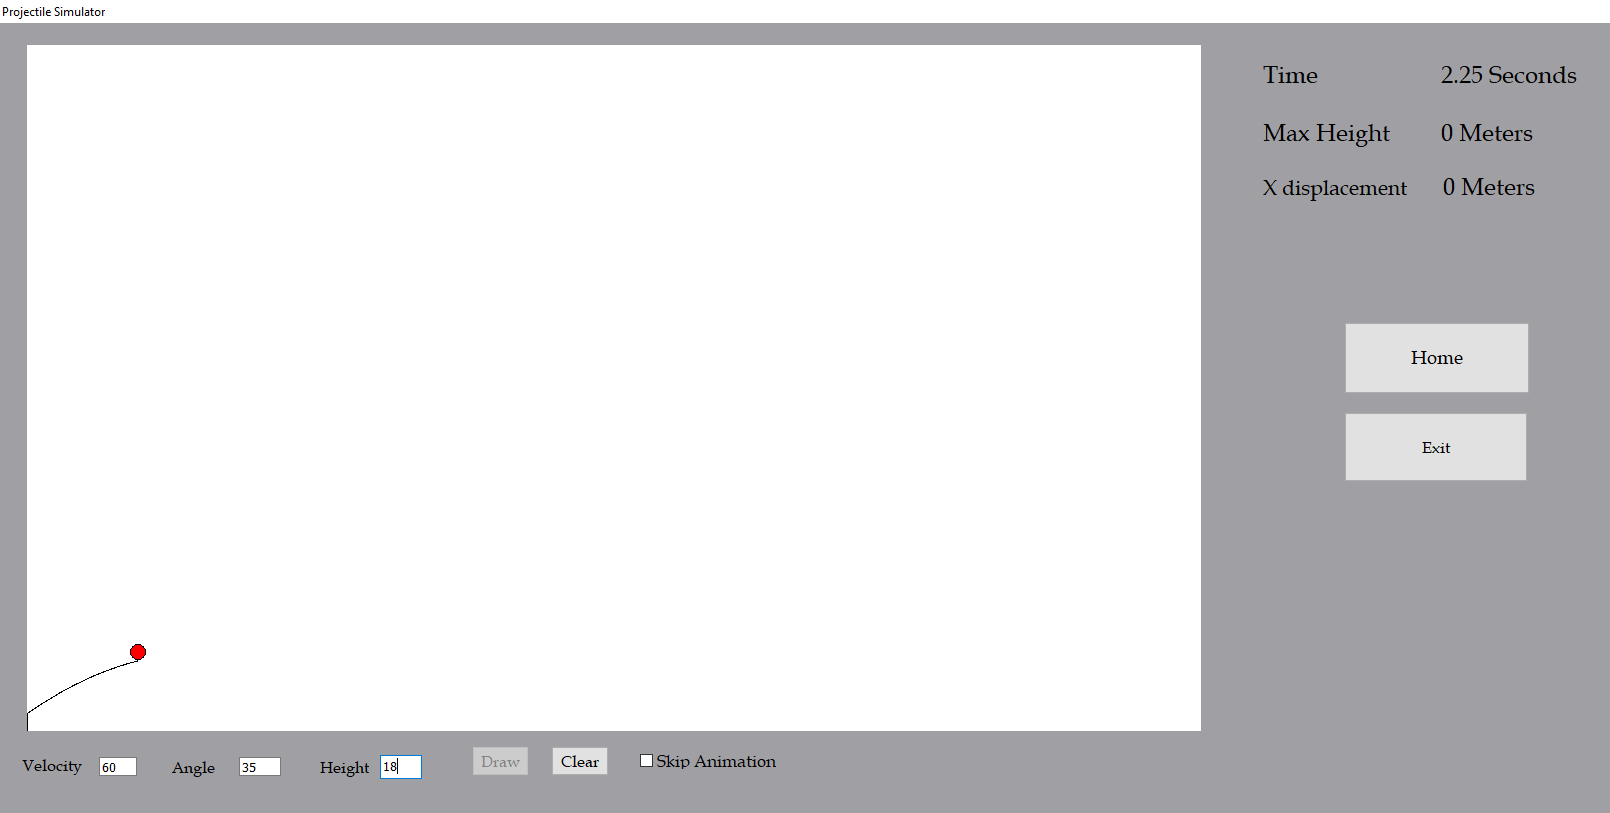 Projectile Simulator
Time 2.25 Seconds
Max Height 0 Meters
X displacement 0 Meters
Home
Exit
Velocity 60 Angle 35 Height 18 Draw Clear Skip Animation